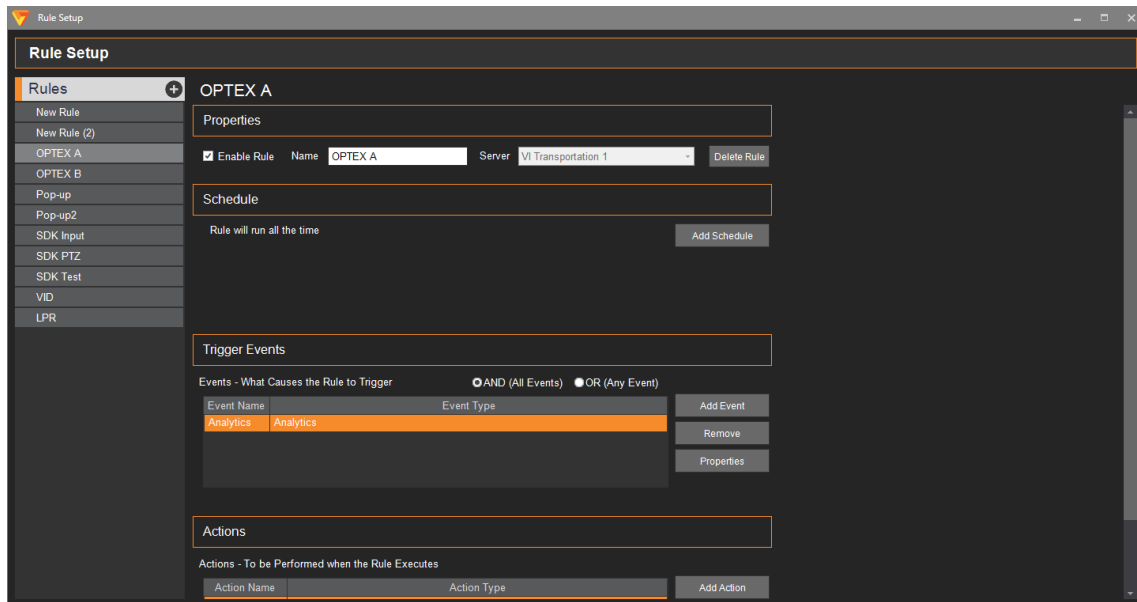 Rule Setup
Rule Setup
Rules
New Rule
New Rule (2)
OPTEX A
OPTEX B
Pop-up
Pop-up2
SDK Input
SDK PTZ
SDK Test
VID
LPR
OPTEX A
Properties
Enable Rule Name OPTEX A Server VI Transportation 1 Delete Rule
Schedule
Rule will run all the time Add Schedule
Trigger Events
Events - What Causes the Rule to Trigger AND (All Events) OR (Any Event)
Event Name Event Type Add Event
Analytics Analytics
Remove
Properties
Actions
Actions - To be Performed when the Rule Executes
Action Name Action Type Add Action